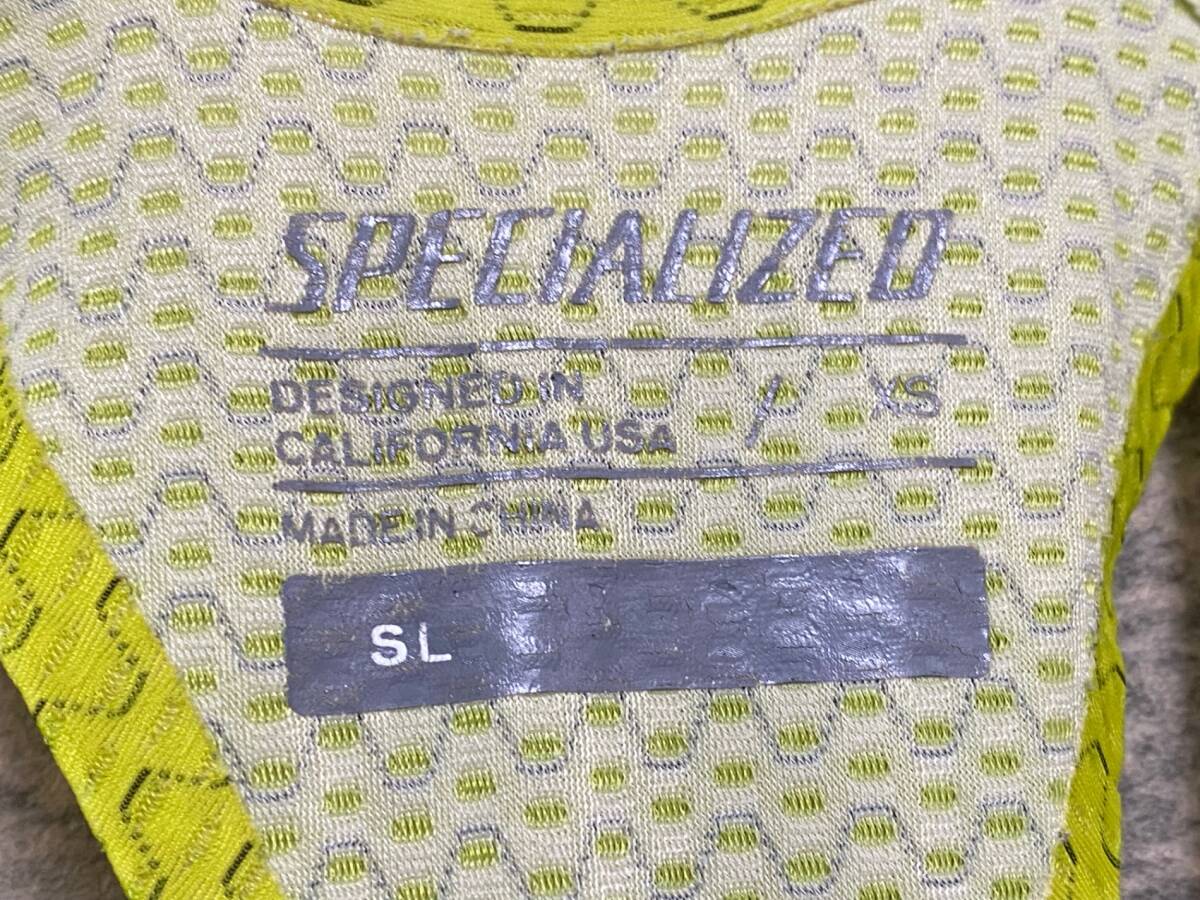 SPECIALIZED
DESIGNED IN
CALIFORNIA USA / XS
MADE IN CHINA
SL